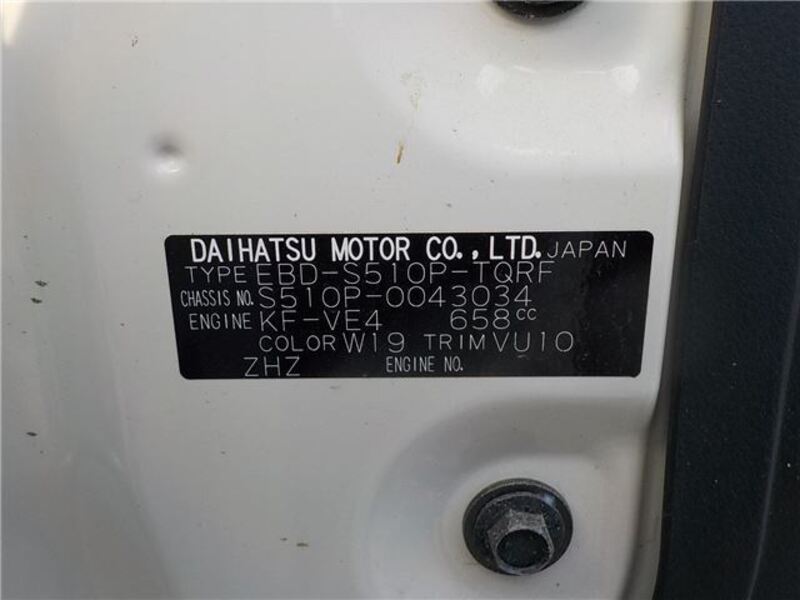 DAIHATSU MOTOR CO., LTD. JAPAN
TYPE EBD-S510P-TQRF
CHASSIS NO. S510P-0043034
ENGINE KF-VE4 658cc
COLOR W19 TRIM VU10
ZHZ ENGINE NO.